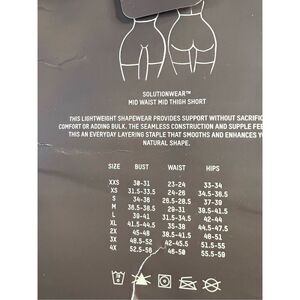 SOLUTIONWEAR™
MID WAIST MID THIGH SHORT
THIS LIGHTWEIGHT SHAPEWEAR PROVIDES SUPPORT WITHOUT SACRIFIC
COMFORT OR ADDING BULK. THE SEAMLESS CONSTRUCTION AND SUPPLE FEE
THIS AN EVERYDAY LAYERING STAPLE THAT SMOOTHS AND ENHANCES YO
NATURAL SHAPE.
SIZE BUST WAIST HIPS
XXS 30-31 23-24 33-34
XS 31.5-33.5 24-26 34.5-36.5
S 34-36 26.5-28.5 37-39
M 36.5-38.5 29-31 39.5-41.5
L 39-41 31.5-34.5 42-44
XL 41.5-44.5 35-38 44.5-47.5
2X 45-48 38.5-41.5 48-51
3X 48.5-52 42-45.5 51.5-55
4X 52.5-56 46-50 55.5-59